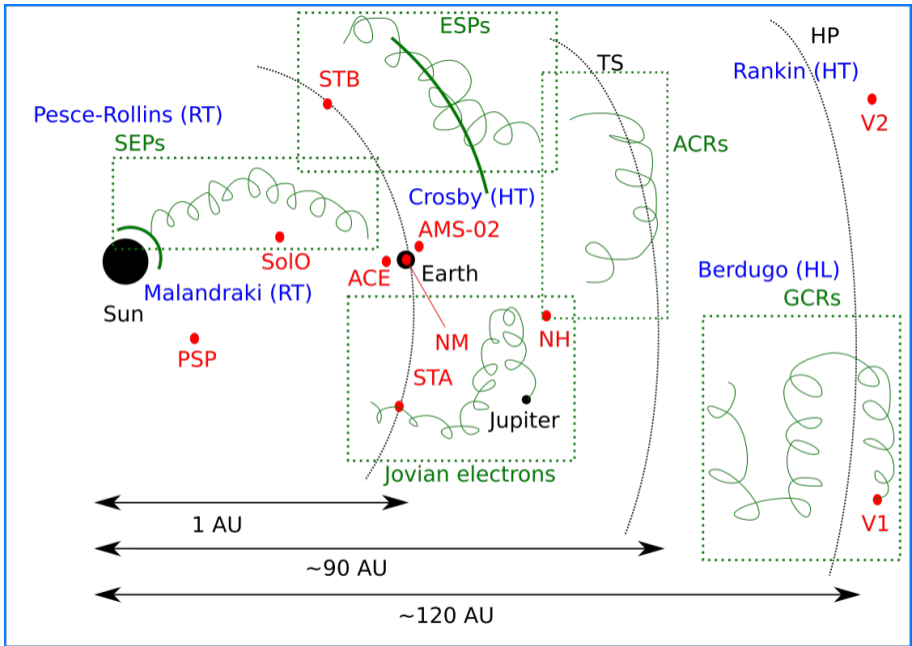 ESPs
HP
TS
Rankin (HT)
STB
Pesce-Rollins (RT)
V2
SEPs
ACRs
Crosby (HT)
AMS-02
SolO
ACE
Earth
Berdugo (HL)
Malandraki (RT)
GCRs
Sun
NM
NH
PSP
STA
Jupiter
Jovian electrons
V1
1 AU
~90 AU
~120 AU